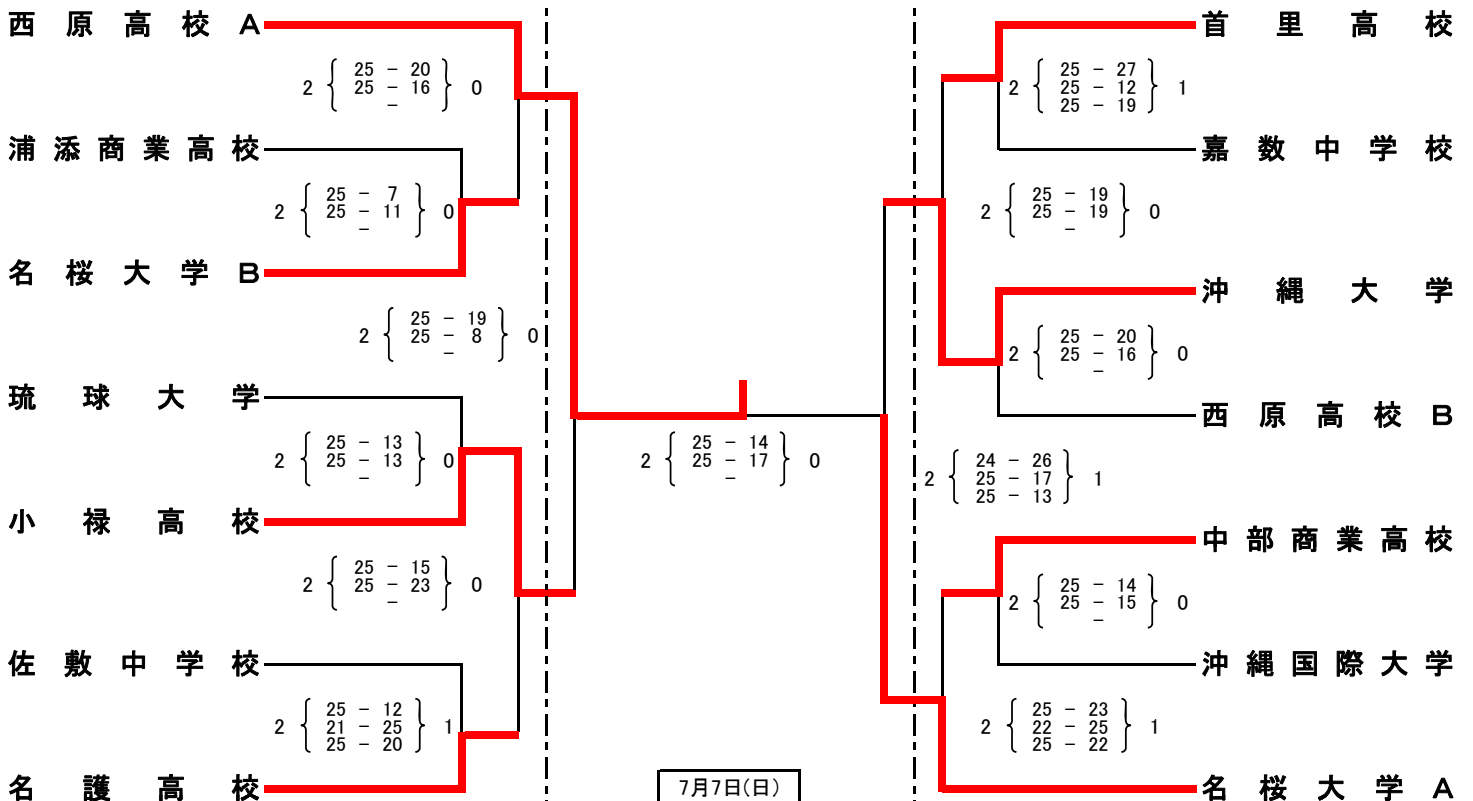 西原高校A
2 { 25 - 20 } 0
25 - 16
-
浦添商業高校
2 { 25 - 7 } 0
25 - 11
-
名桜大学B
2 { 25 - 19 } 0
25 - 8
-
琉球大学
2 { 25 - 13 } 0
25 - 13
-
小禄高校
2 { 25 - 15 } 0
25 - 23
-
佐敷中学校
2 { 25 - 12 } 1
21 - 25
25 - 20
名護高校
2 { 25 - 14 } 0
25 - 17
-
7月7日(日)
首里高校
2 { 25 - 27 } 1
25 - 12
25 - 19
嘉数中学校
2 { 25 - 19 } 0
25 - 19
-
沖縄大学
2 { 25 - 20 } 0
25 - 16
-
西原高校B
2 { 24 - 26 } 1
25 - 17
25 - 13
中部商業高校
2 { 25 - 14 } 0
25 - 15
-
沖縄国際大学
2 { 25 - 23 } 1
22 - 25
25 - 22
名桜大学A